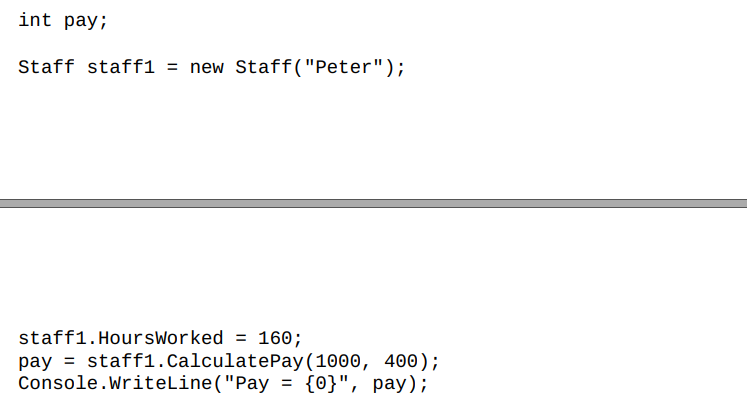 int pay;
Staff staff1 = new Staff("Peter");
staff1.HoursWorked = 160;
pay = staff1.CalculatePay(1000, 400);
Console.WriteLine("Pay = {0}", pay);